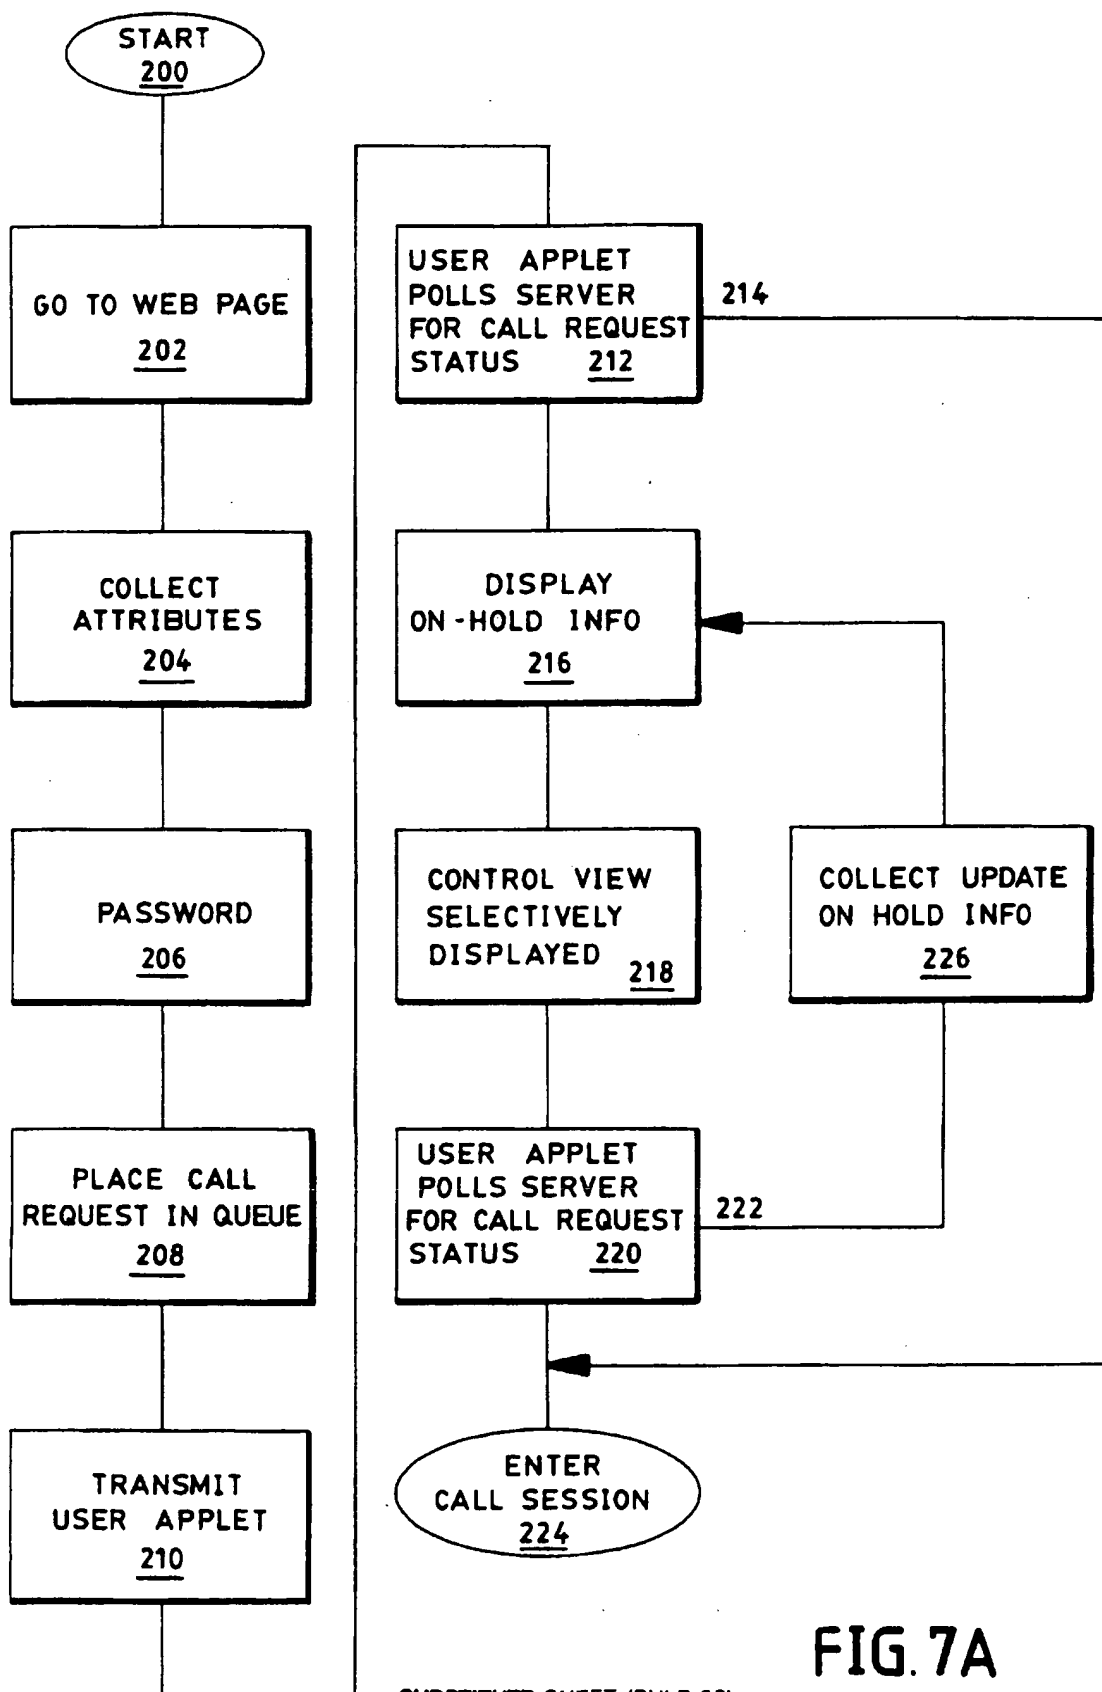 START
200
GO TO WEB PAGE
202
COLLECT
ATTRIBUTES
204
PASSWORD
206
PLACE CALL
REQUEST IN QUEUE
208
TRANSMIT
USER APPLET
210
USER APPLET
POLLS SERVER
FOR CALL REQUEST
STATUS 212
214
DISPLAY
ON-HOLD INFO
216
CONTROL VIEW
SELECTIVELY
DISPLAYED 218
USER APPLET
POLLS SERVER
FOR CALL REQUEST
STATUS 220
222
COLLECT UPDATE
ON HOLD INFO
226
ENTER
CALL SESSION
224
FIG. 7A